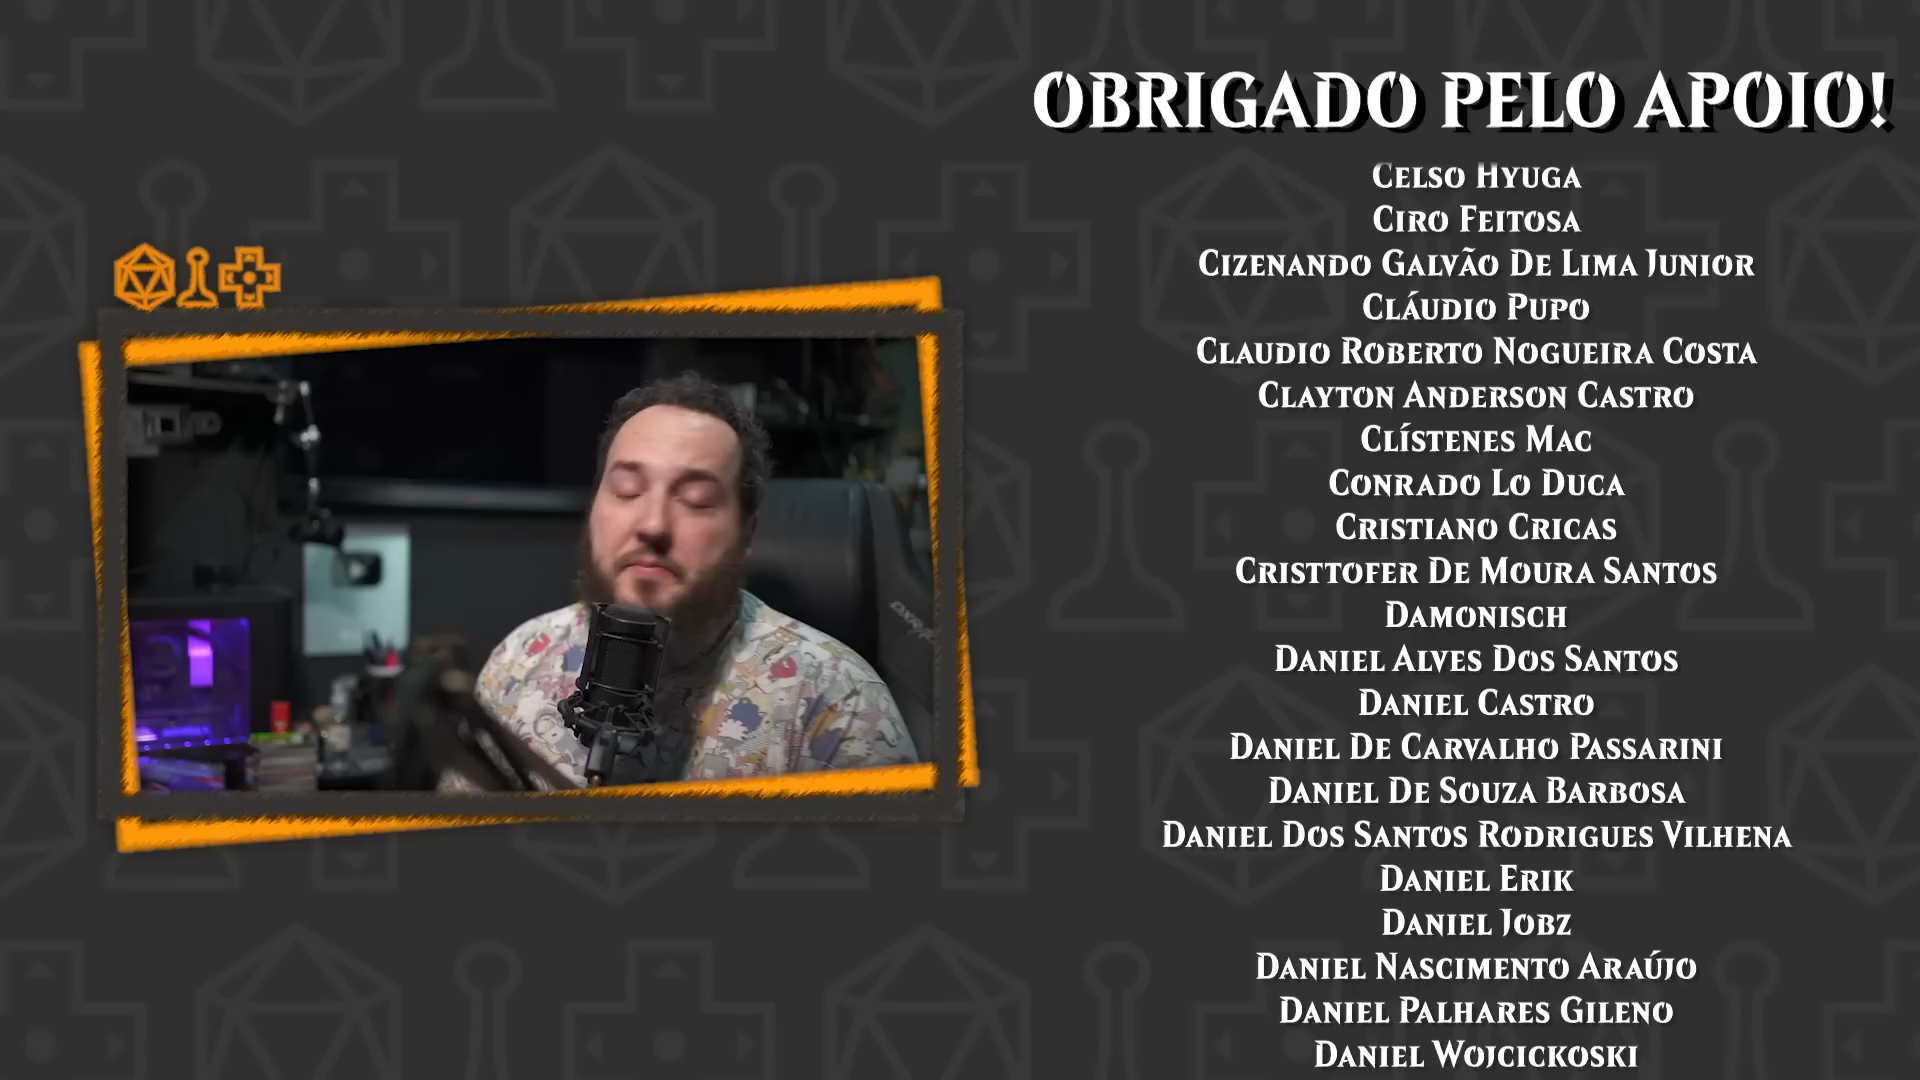 OBRIGADO PELO APOIO!
CELSO HYUGA
CIRO FEITOSA
CIZENANDO GALVÃO DE LIMA JUNIOR
CLÁUDIO PUPO
CLAUDIO ROBERTO NOGUEIRA COSTA
CLAYTON ANDERSON CASTRO
CLÍSTENES MAC
CONRADO LO DUCA
CRISTIANO CRICAS
CRISTTOFER DE MOURA SANTOS
DAMONISCH
DANIEL ALVES DOS SANTOS
DANIEL CASTRO
DANIEL DE CARVALHO PASSARINI
DANIEL DE SOUZA BARBOSA
DANIEL DOS SANTOS RODRIGUES VILHENA
DANIEL ERIK
DANIEL JOBZ
DANIEL NASCIMENTO ARAÚJO
DANIEL PALHARES GILENO
DANIEL WOJCICKOSKI